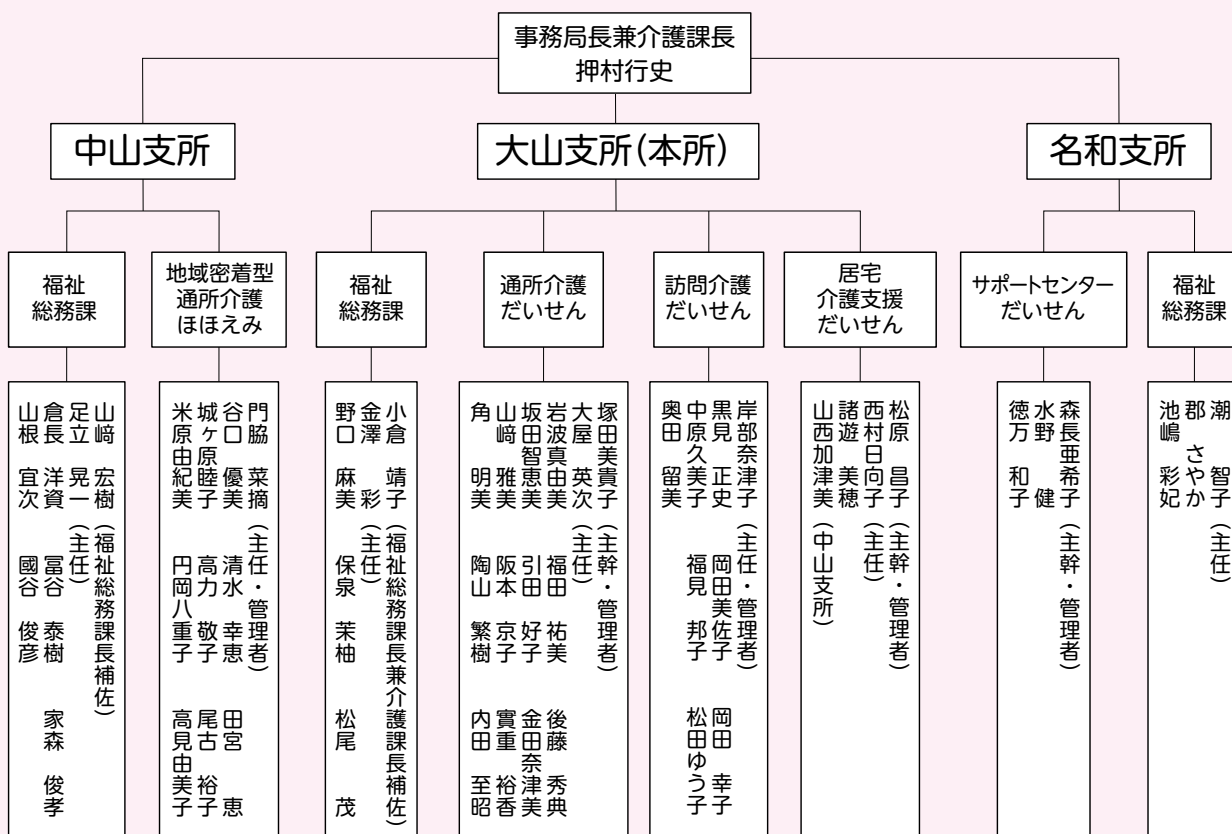 事務局長兼介護課長
押村行史
中山支所
大山支所(本所)
名和支所
福祉
総務課
地域密着型
通所介護
ほほえみ
福祉
総務課
通所介護
だいせん
訪問介護
だいせん
居宅
介護支援
だいせん
サポートセンター
だいせん
福祉
総務課
山﨑 宏樹(福祉総務課長補佐)
足立 晃一(主任)
倉長 洋資 冨谷 泰樹 家森 俊孝
山根 宜次 國谷 俊彦
門脇 菜摘(主任・管理者)
谷口 優美 清水 幸恵 田宮 恵
城ヶ原睦子 高力 敬子 尾古 裕子
米原由紀美 円岡八重子 高見由美子
小倉 靖子(福祉総務課長兼介護課長補佐)
金澤 彩(主任)
野口 麻美 保泉 茉柚 松尾 茂
塚田美貴子(主幹・管理者)
大屋 英次(主任)
岩波真由美 福田 祐美 後藤 秀典
坂田智恵美 引田 好子 金田奈津美
山﨑 雅美 阪本 京子 實重 裕香
角 明美 陶山 繁樹 内田 至昭
岸部奈津子(主任・管理者)
黒見 正史 岡田美佐子 岡田 幸子
中原久美子 福見 邦子 松田ゆう子
奥田 留美
松原 昌子(主幹・管理者)
西村日向子(主任)
諸遊 美穂
山西加津美(中山支所)
森長亜希子(主幹・管理者)
水野 健
徳万 和子
潮 智子(主任)
郡 さやか
池嶋 彩妃